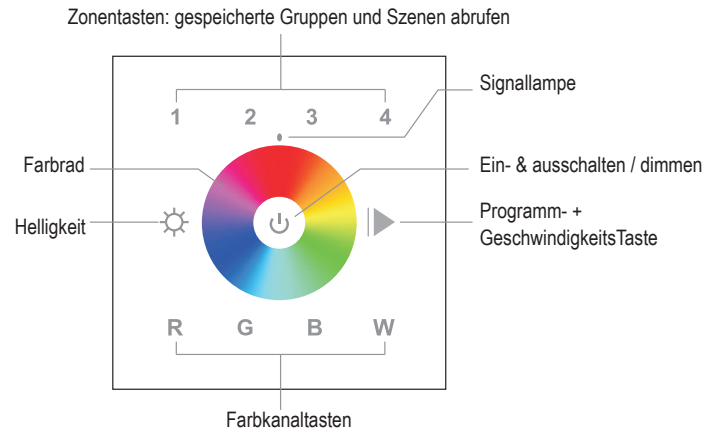 Zonentasten: gespeicherte Gruppen und Szenen abrufen
Signallampe
1 2 3 4
Farbrad
Ein- & ausschalten / dimmen
Helligkeit
Programm- +
GeschwindigkeitsTaste
R G B W
Farbkanaltasten